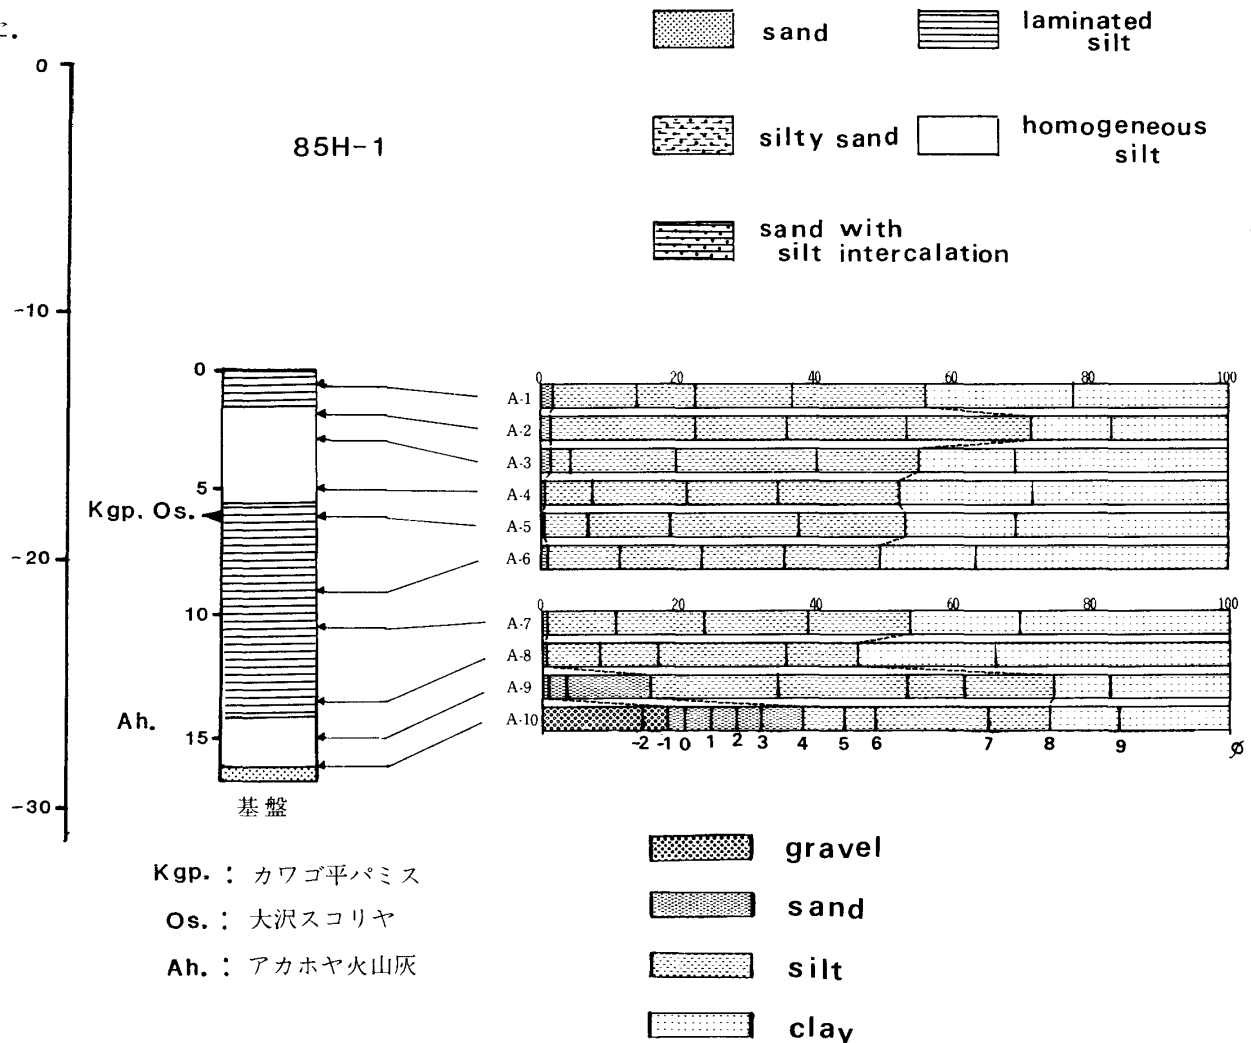 た.
sand
laminated
silt
silty sand
homogeneous
silt
sand with
silt intercalation
85H-1
0
-10
-20
-30
0
5
10
15
Kgp. Os.
Ah.
基盤
0 20 40 60 80 100
A-1
A-2
A-3
A-4
A-5
A-6
0 20 40 60 80 100
A-7
A-8
A-9
A-10
-2 -1 0 1 2 3 4 5 6 7 8 9 ø
Kgp. : カワゴ平パミス
Os. : 大沢スコリヤ
Ah. : アカホヤ火山灰
gravel
sand
silt
clay